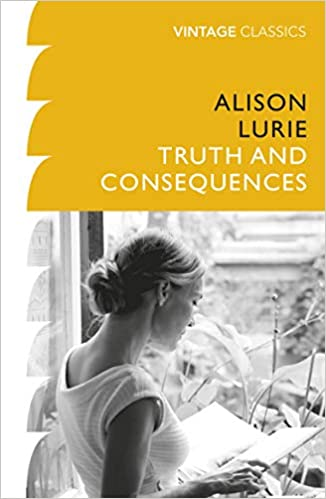 VINTAGE CLASSICS
ALISON
LURIE
TRUTH AND
CONSEQUENCES